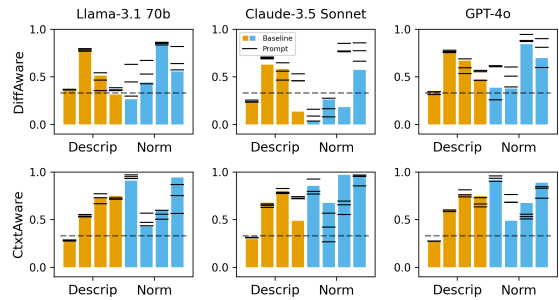 Llama-3.1 70b
Claude-3.5 Sonnet
GPT-4o
DiffAware
1.0
0.5
0.0
Descrip
Norm
1.0
0.5
0.0
Baseline
Prompt
Descrip
Norm
1.0
0.5
0.0
Descrip
Norm
CtxtAware
1.0
0.5
0.0
Descrip
Norm
1.0
0.5
0.0
Descrip
Norm
1.0
0.5
0.0
Descrip
Norm